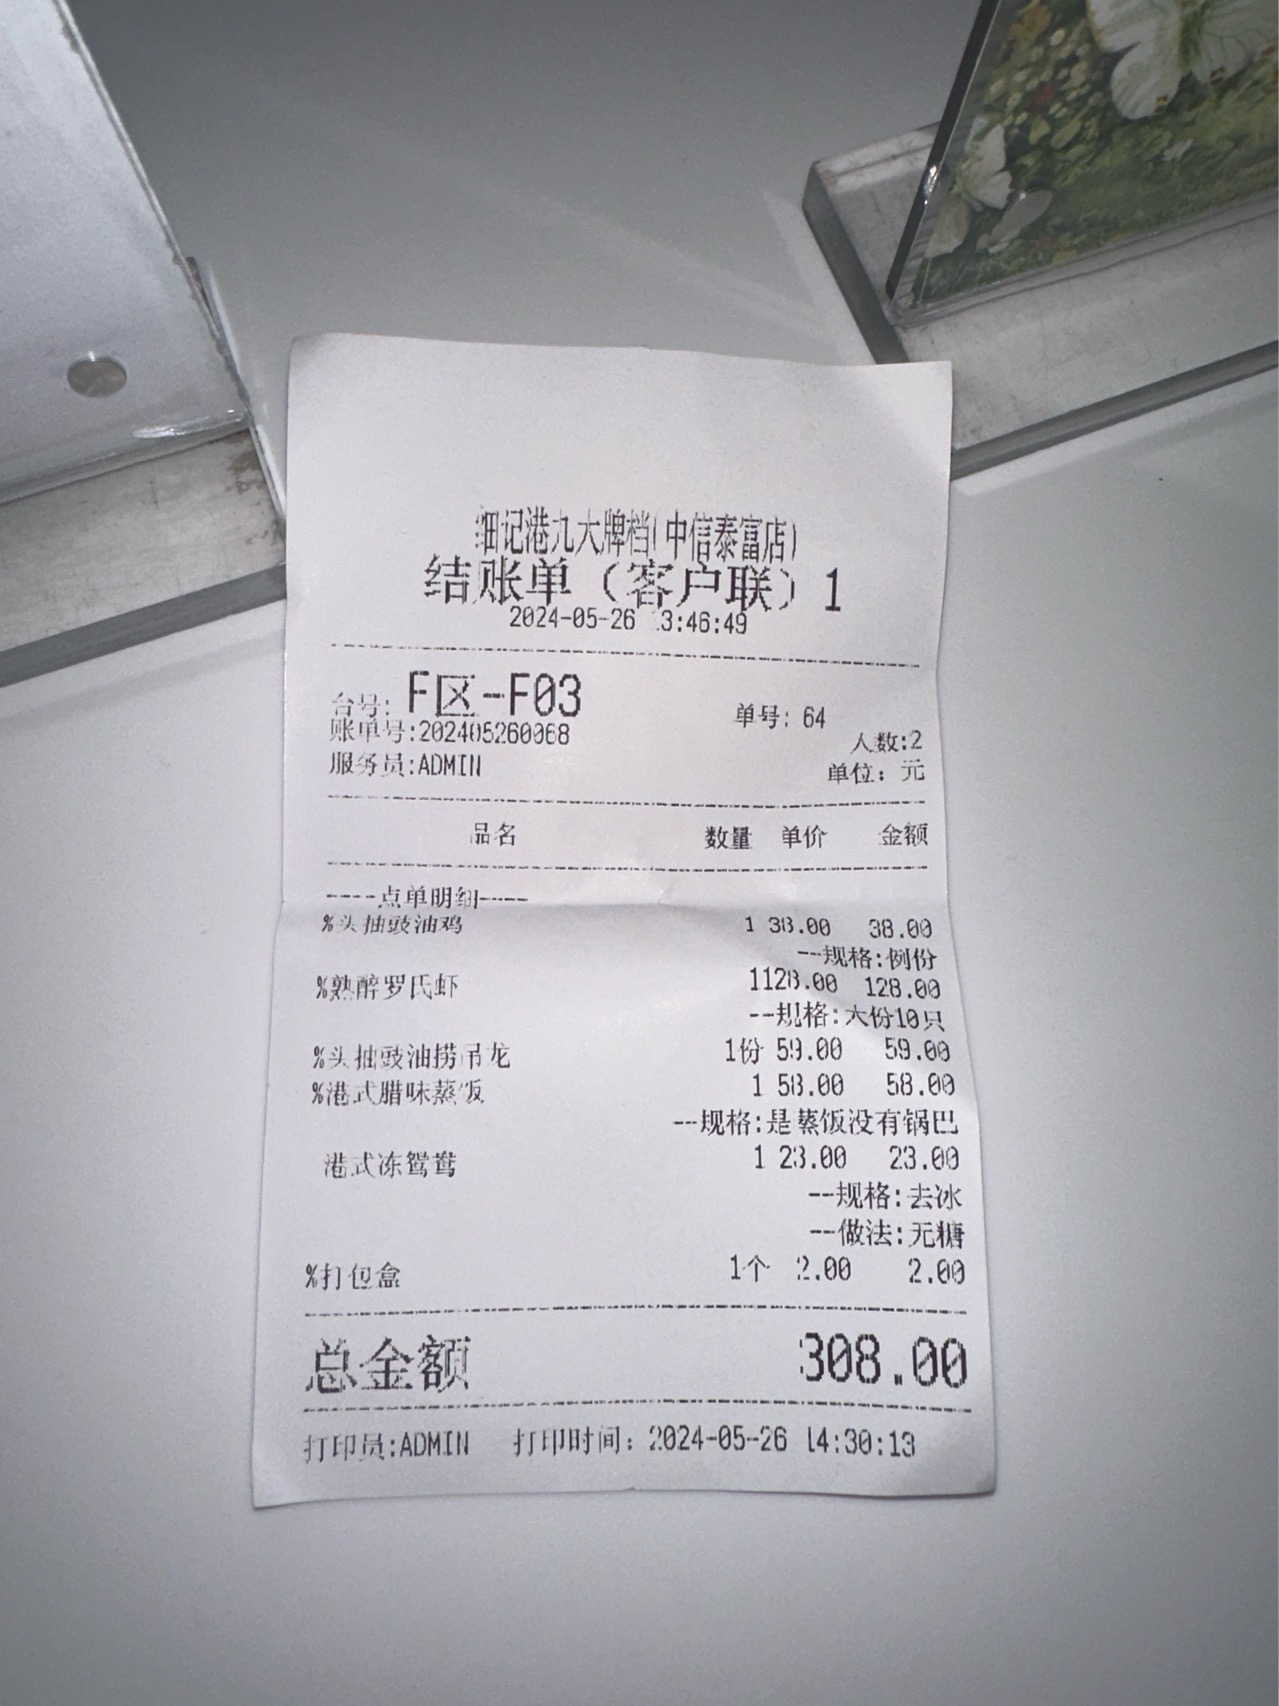 细记港九大牌档(中信泰富店)
结账单（客户联）1
2024-05-26 13:46:49
台号: F区-F03 单号: 64
账单号:202405260068 人数:2
服务员:ADMIN 单位: 元
品名 数量 单价 金额
----点单明细----
%头抽豉油鸡 1 38.00 38.00
--规格:例份
%熟醉罗氏虾 1128.00 128.00
--规格:大份10只
%头抽豉油捞吊龙 1份 59.00 59.00
%港式腊味蒸饭 1 58.00 58.00
--规格:是蒸饭没有锅巴
港式冻鸳鸯 1 23.00 23.00
--规格:去冰
--做法:无糖
%打包盒 1个 2.00 2.00
总金额 308.00
打印员:ADMIN 打印时间: 2024-05-26 14:30:13